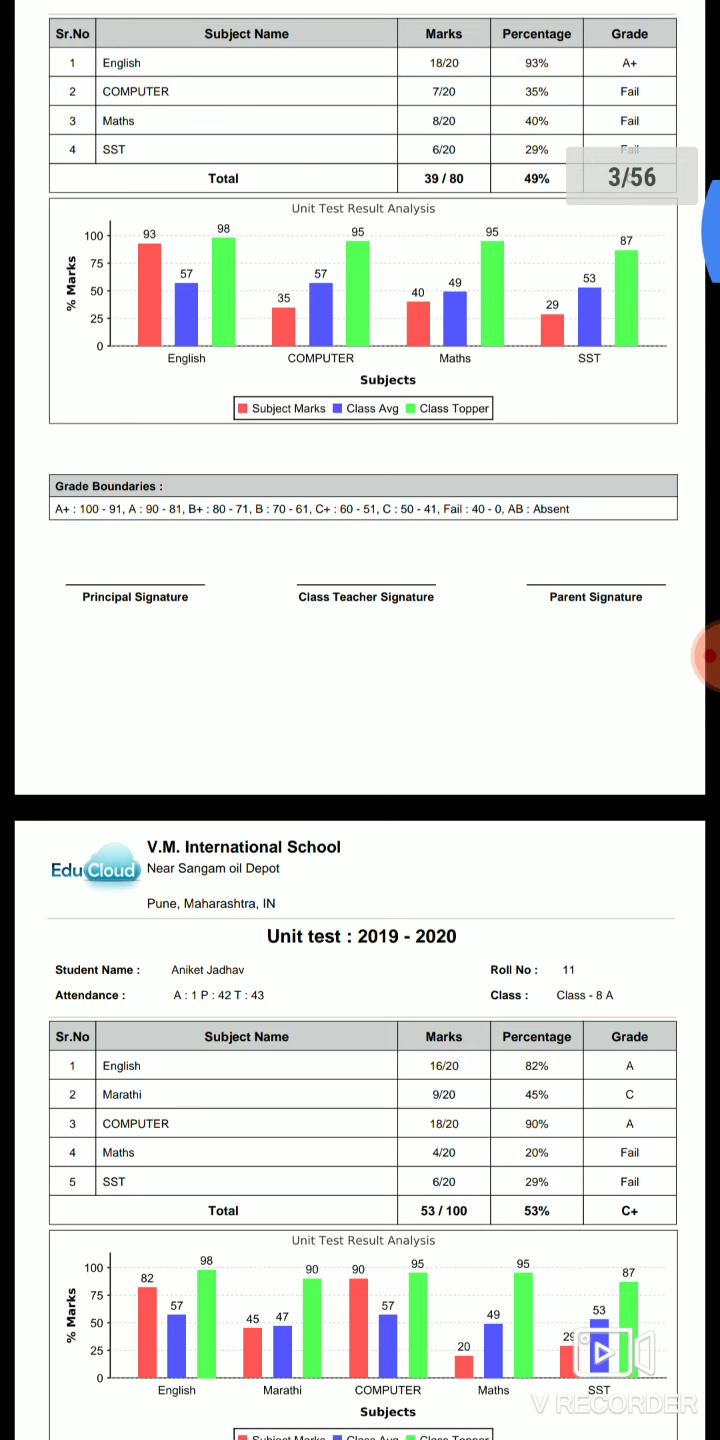 Sr.No Subject Name Marks Percentage Grade
1 English 18/20 93% A+
2 COMPUTER 7/20 35% Fail
3 Maths 8/20 40% Fail
4 SST 6/20 29% Fail
Total 39 / 80 49%
3/56
Unit Test Result Analysis
% Marks
100
75
50
25
0
93 57 98
35 57 95
40 49 95
29 53 87
English COMPUTER Maths SST
Subjects
Subject Marks Class Avg Class Topper
Grade Boundaries :
A+ : 100 - 91, A : 90 - 81, B+ : 80 - 71, B : 70 - 61, C+ : 60 - 51, C : 50 - 41, Fail : 40 - 0, AB : Absent
Principal Signature Class Teacher Signature Parent Signature
EduCloud
V.M. International School
Near Sangam oil Depot
Pune, Maharashtra, IN
Unit test : 2019 - 2020
Student Name : Aniket Jadhav Roll No : 11
Attendance : A : 1 P : 42 T : 43 Class : Class - 8 A
Sr.No Subject Name Marks Percentage Grade
1 English 16/20 82% A
2 Marathi 9/20 45% C
3 COMPUTER 18/20 90% A
4 Maths 4/20 20% Fail
5 SST 6/20 29% Fail
Total 53 / 100 53% C+
Unit Test Result Analysis
% Marks
100
75
50
25
0
82 57 98
45 47 90
90 57 95
20 49 95
29 53 87
English Marathi COMPUTER Maths SST
V RECORDER
Subjects
Subject Marks Class Avg Class Topper